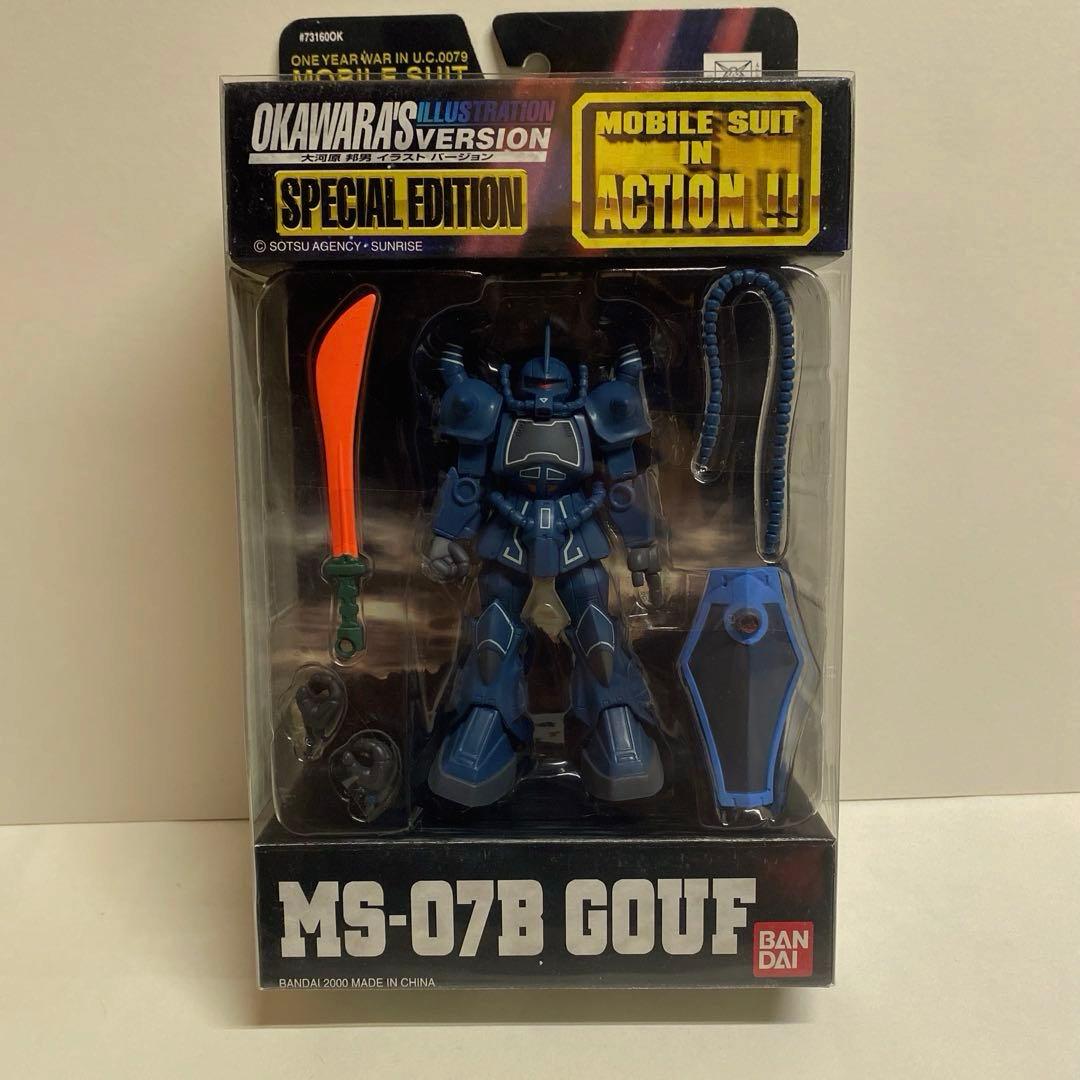 #73160OK
ONE YEAR WAR IN U.C.0079
MOBILE SUIT
OKAWARA'S ILLUSTRATION VERSION
大河原 邦男 イラスト バージョン
SPECIAL EDITION
© SOTSU AGENCY • SUNRISE
MOBILE SUIT
IN
ACTION !!
MS-07B GOUF
BAN
DAI
BANDAI 2000 MADE IN CHINA